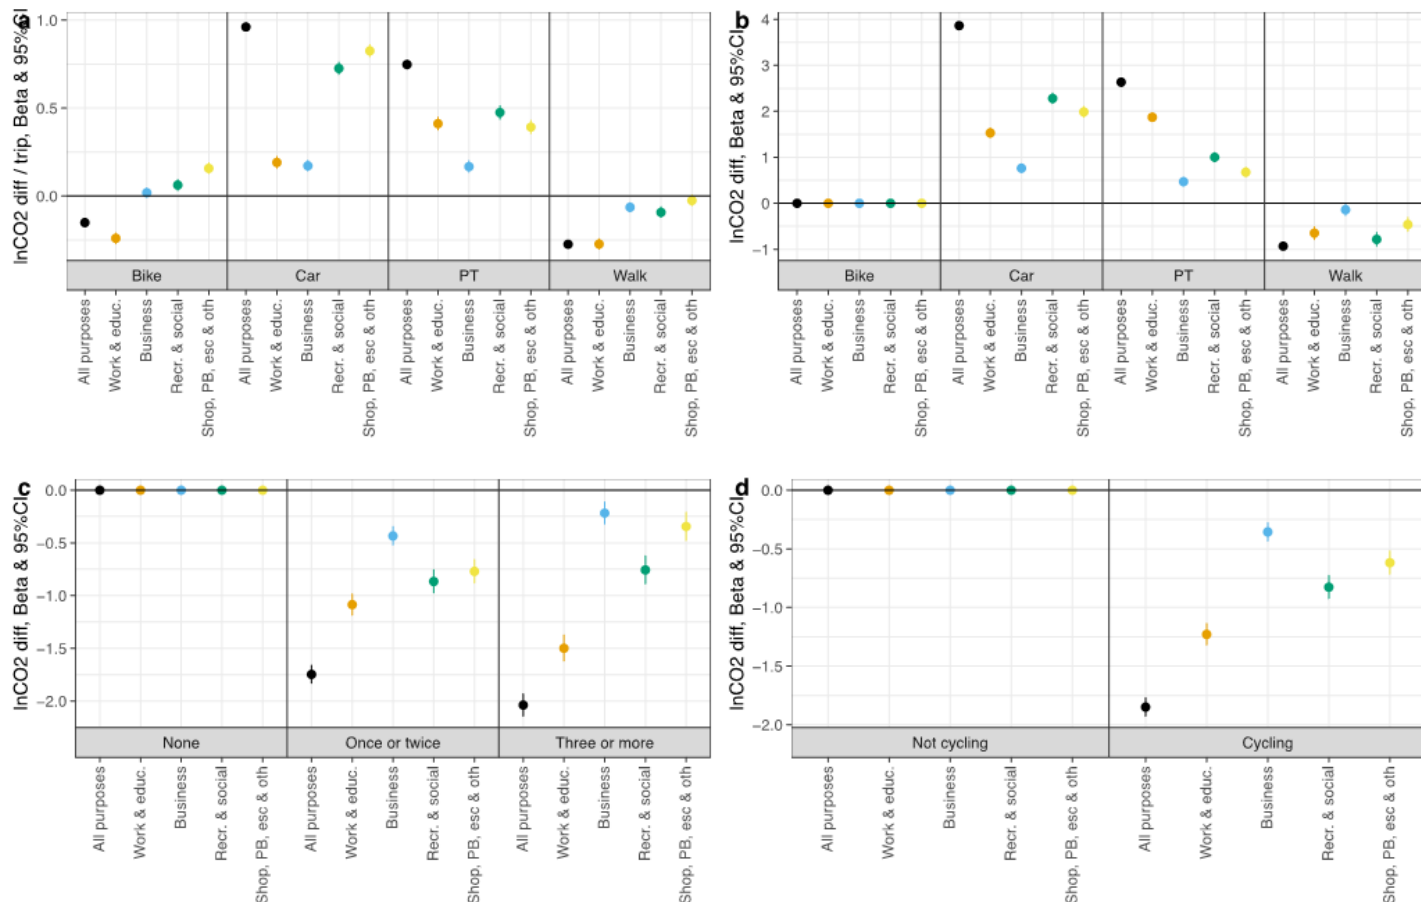 a
lnCO2 diff / trip, Beta & 95%CI
1.0
0.5
0.0
Bike
Car
PT
Walk
All purposes
Work & educ.
Business
Recr. & social
Shop, PB, esc & oth
All purposes
Work & educ.
Business
Recr. & social
Shop, PB, esc & oth
All purposes
Work & educ.
Business
Recr. & social
Shop, PB, esc & oth
All purposes
Work & educ.
Business
Recr. & social
Shop, PB, esc & oth
b
lnCO2 diff, Beta & 95%CI
4
3
2
1
0
−1
Bike
Car
PT
Walk
All purposes
Work & educ.
Business
Recr. & social
Shop, PB, esc & oth
All purposes
Work & educ.
Business
Recr. & social
Shop, PB, esc & oth
All purposes
Work & educ.
Business
Recr. & social
Shop, PB, esc & oth
All purposes
Work & educ.
Business
Recr. & social
Shop, PB, esc & oth
c
lnCO2 diff, Beta & 95%CI
0.0
−0.5
−1.0
−1.5
−2.0
None
Once or twice
Three or more
All purposes
Work & educ.
Business
Recr. & social
Shop, PB, esc & oth
All purposes
Work & educ.
Business
Recr. & social
Shop, PB, esc & oth
All purposes
Work & educ.
Business
Recr. & social
Shop, PB, esc & oth
d
lnCO2 diff, Beta & 95%CI
0.0
−0.5
−1.0
−1.5
−2.0
Not cycling
Cycling
All purposes
Work & educ.
Business
Recr. & social
Shop, PB, esc & oth
All purposes
Work & educ.
Business
Recr. & social
Shop, PB, esc & oth